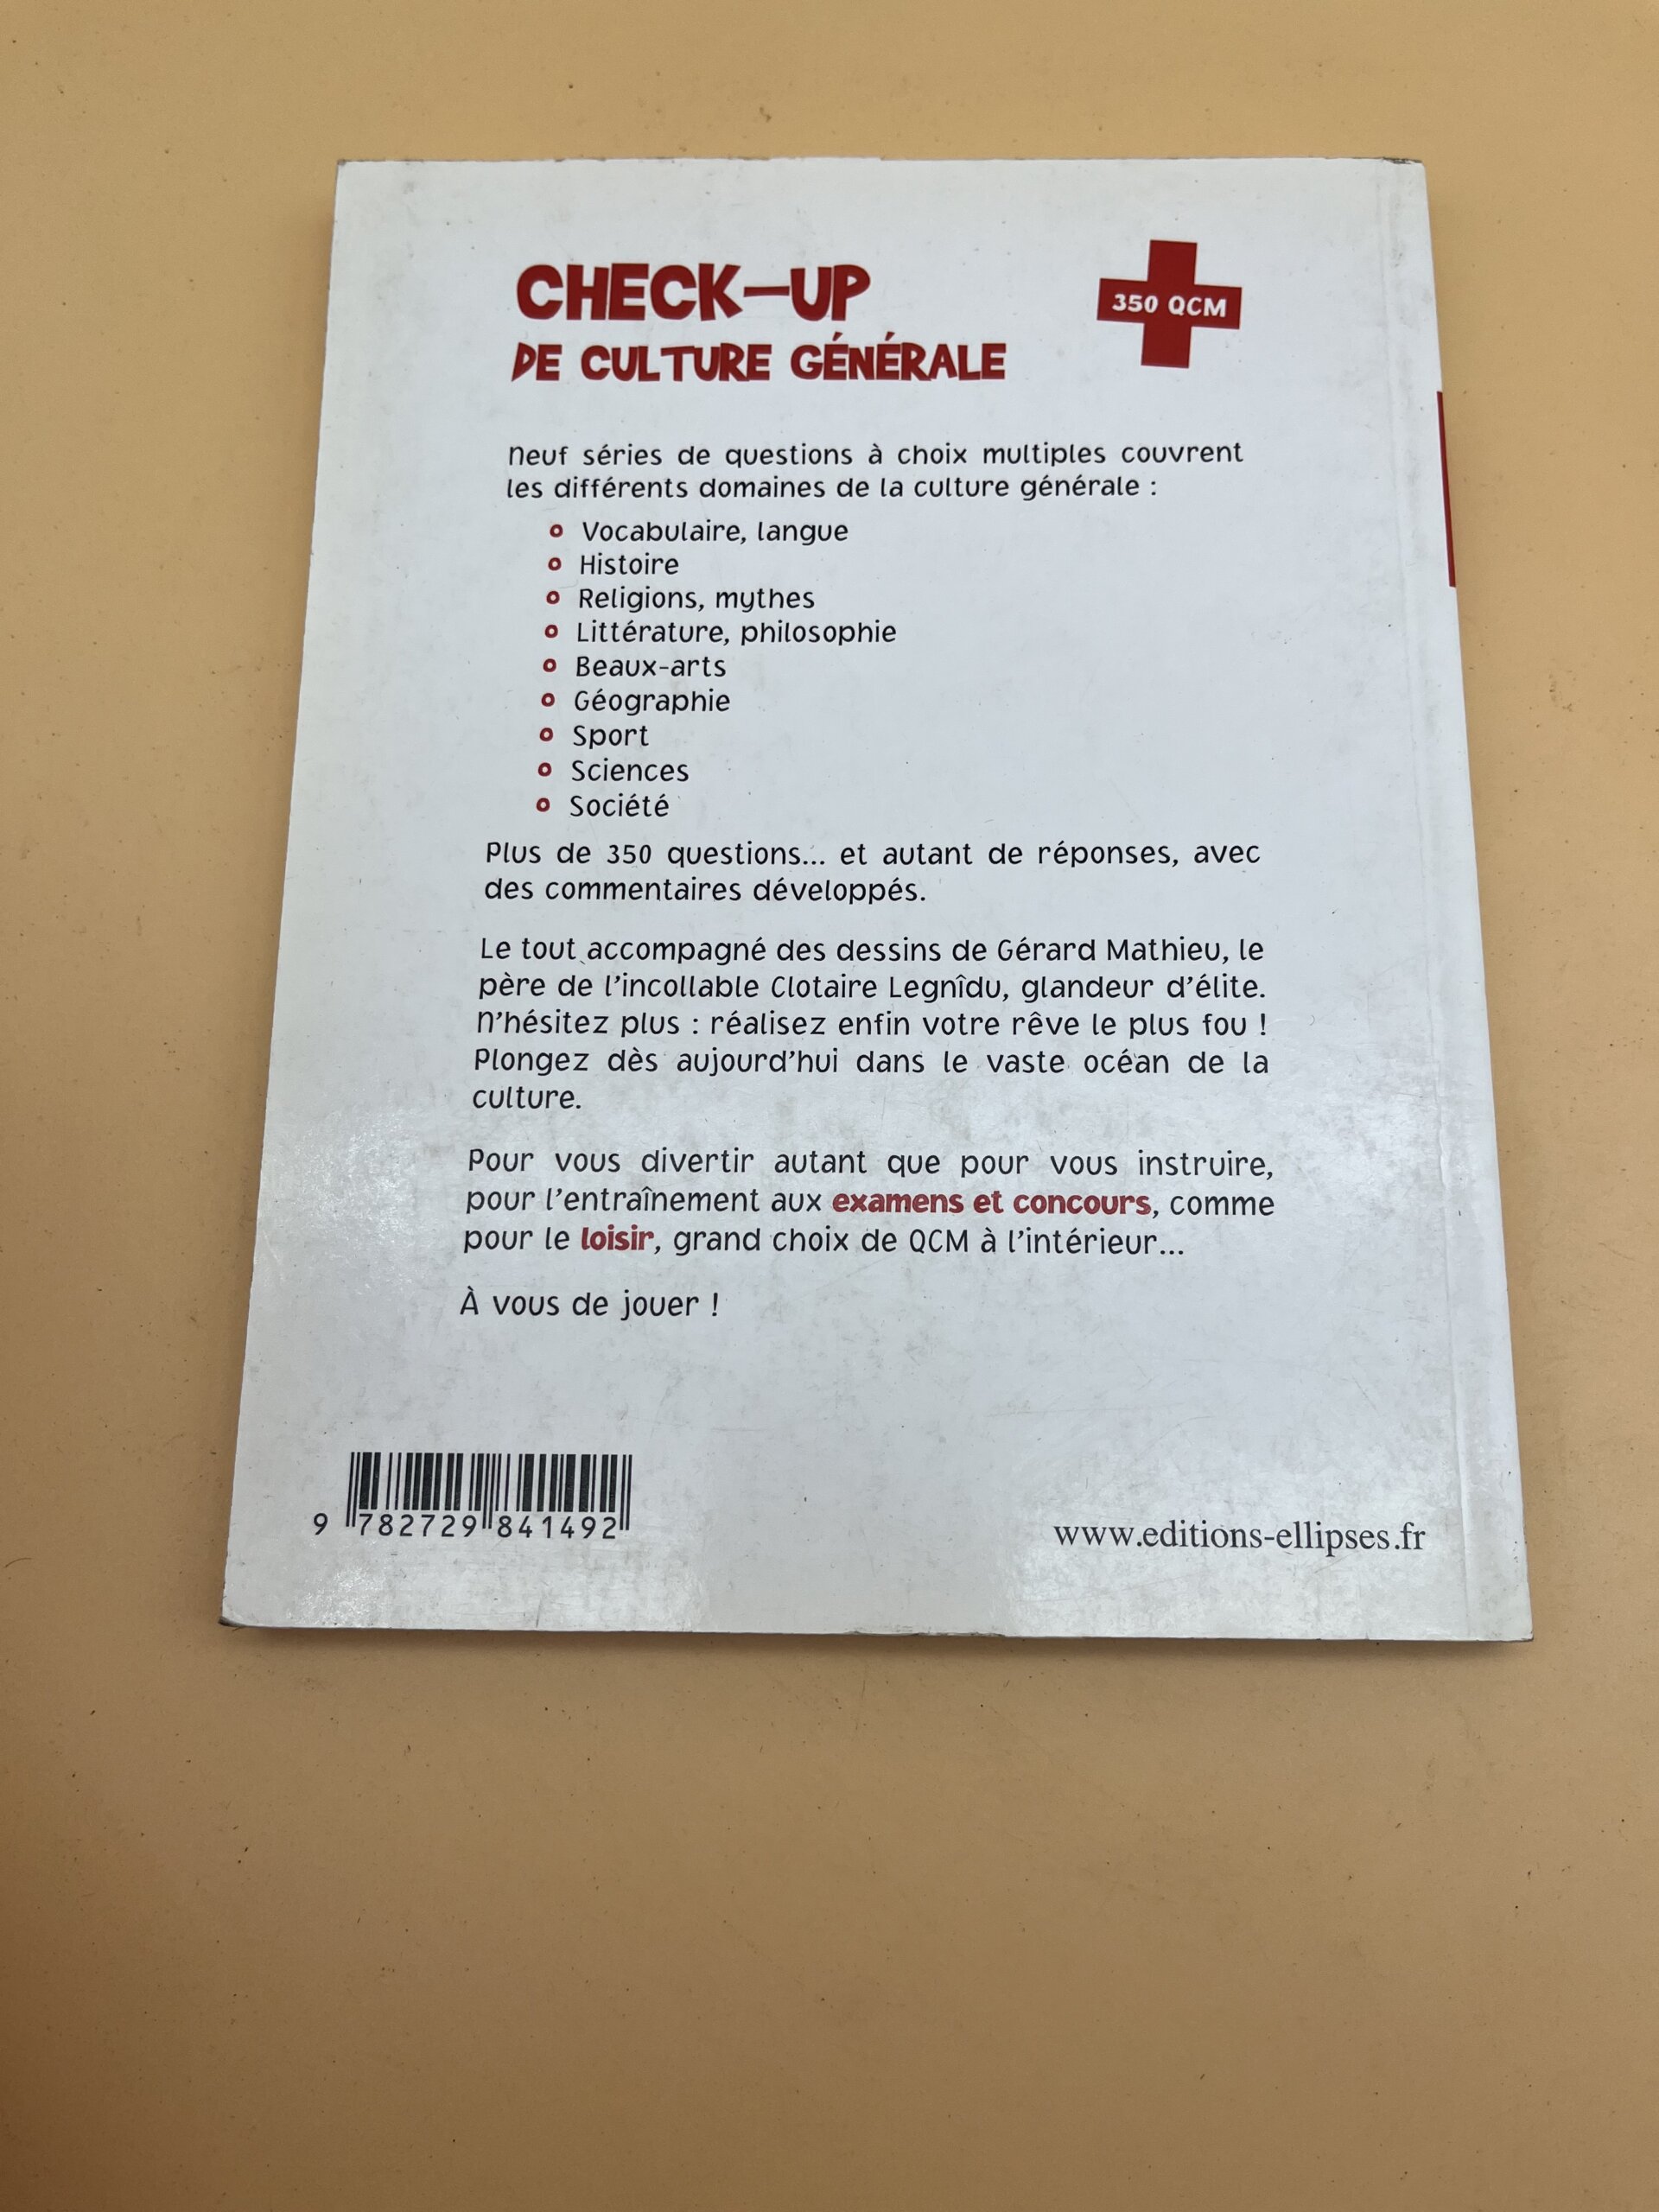 CHECK-UP
DE CULTURE GÉNÉRALE
350 QCM
Neuf séries de questions à choix multiples couvrent
les différents domaines de la culture générale :
Vocabulaire, langue
Histoire
Religions, mythes
Littérature, philosophie
Beaux-arts
Géographie
Sport
Sciences
Société
Plus de 350 questions... et autant de réponses, avec
des commentaires développés.
Le tout accompagné des dessins de Gérard Mathieu, le
père de l'incollable Clotaire Legnîdu, glandeur d'élite.
N'hésitez plus : réalisez enfin votre rêve le plus fou !
Plongez dès aujourd'hui dans le vaste océan de la
culture.
Pour vous divertir autant que pour vous instruire,
pour l'entraînement aux examens et concours, comme
pour le loisir, grand choix de QCM à l'intérieur...
À vous de jouer !
9 782729 841492
www.editions-ellipses.fr